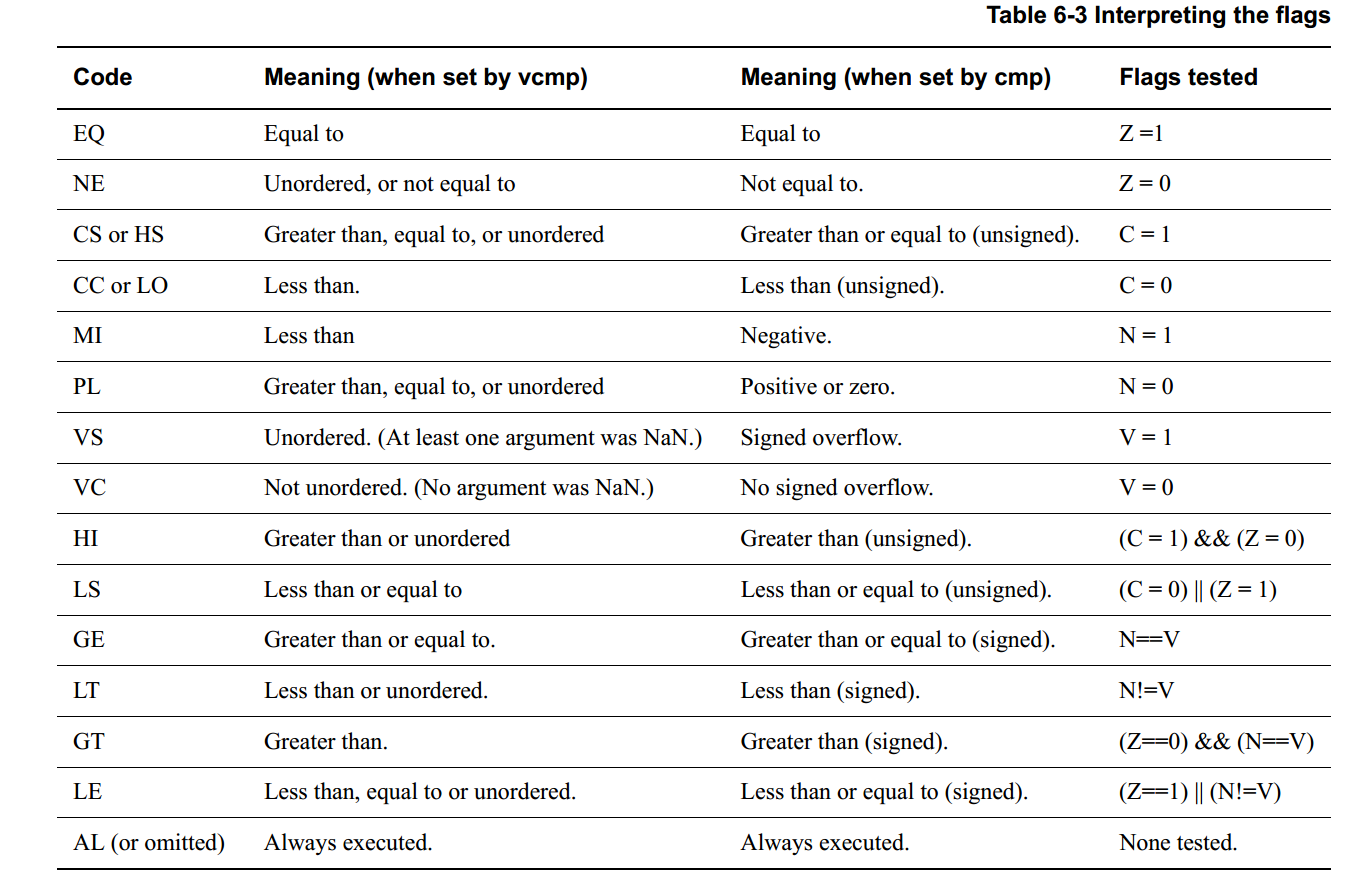 Table 6-3 Interpreting the flags
Code Meaning (when set by vcmp) Meaning (when set by cmp) Flags tested
EQ Equal to Equal to Z =1
NE Unordered, or not equal to Not equal to. Z = 0
CS or HS Greater than, equal to, or unordered Greater than or equal to (unsigned). C = 1
CC or LO Less than. Less than (unsigned). C = 0
MI Less than Negative. N = 1
PL Greater than, equal to, or unordered Positive or zero. N = 0
VS Unordered. (At least one argument was NaN.) Signed overflow. V = 1
VC Not unordered. (No argument was NaN.) No signed overflow. V = 0
HI Greater than or unordered Greater than (unsigned). (C = 1) && (Z = 0)
LS Less than or equal to Less than or equal to (unsigned). (C = 0) || (Z = 1)
GE Greater than or equal to. Greater than or equal to (signed). N==V
LT Less than or unordered. Less than (signed). N!=V
GT Greater than. Greater than (signed). (Z==0) && (N==V)
LE Less than, equal to or unordered. Less than or equal to (signed). (Z==1) || (N!=V)
AL (or omitted) Always executed. Always executed. None tested.